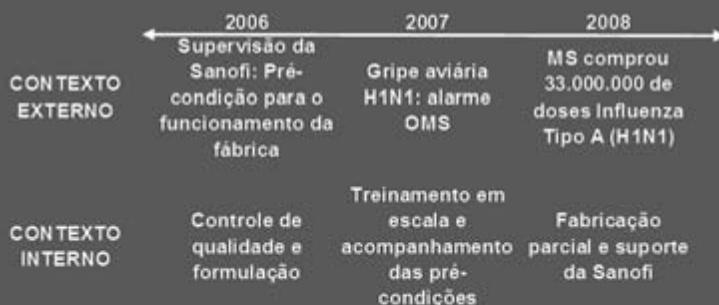 2006 2007 2008
CONTEXTO
EXTERNO
Supervisão da
Sanofi: Pré-
condição para o
funcionamento da
fábrica
Gripe aviária
H1N1: alarme
OMS
MS comprou
33.000.000 de
doses Influenza
Tipo A (H1N1)
CONTEXTO
INTERNO
Controle de
qualidade e
formulação
Treinamento em
escala e
acompanhamento
das pré-
condições
Fabricação
parcial e suporte
da Sanofi